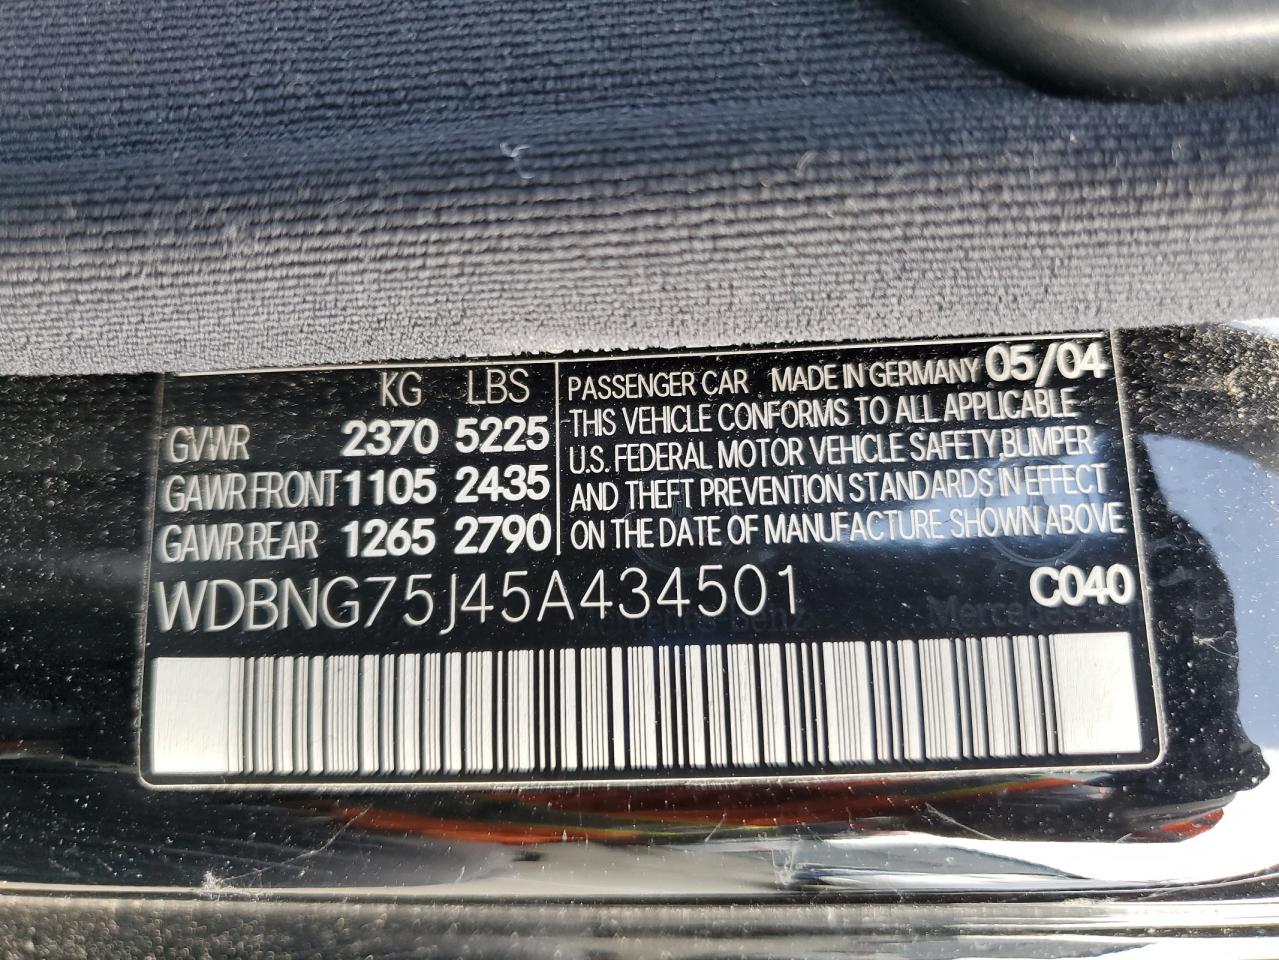 KG LBS
GVWR 2370 5225
GAWR FRONT 1105 2435
GAWR REAR 1265 2790
PASSENGER CAR MADE IN GERMANY 05/04
THIS VEHICLE CONFORMS TO ALL APPLICABLE
U.S. FEDERAL MOTOR VEHICLE SAFETY, BUMPER
AND THEFT PREVENTION STANDARDS IN EFFECT
ON THE DATE OF MANUFACTURE SHOWN ABOVE
WDBNG75J45A434501 C040